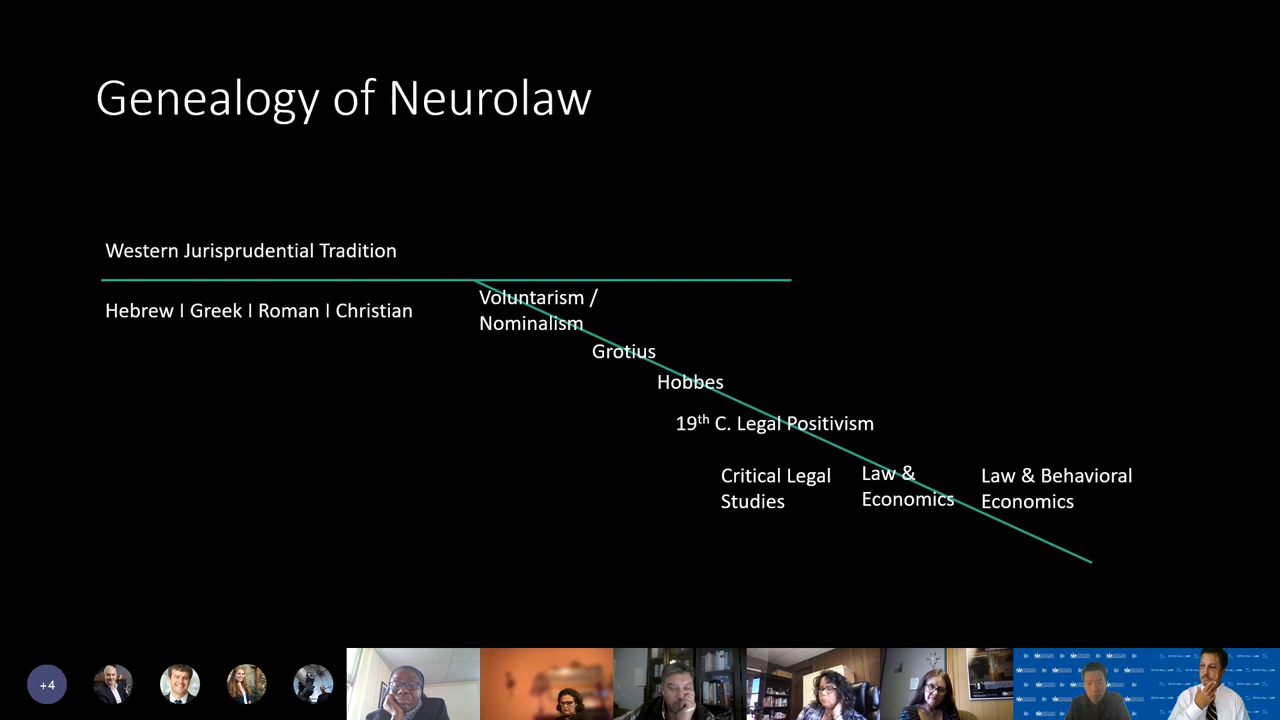 Genealogy of Neurolaw
Western Jurisprudential Tradition
Hebrew I Greek I Roman I Christian
Voluntarism /
Nominalism
Grotius
Hobbes
19th C. Legal Positivism
Critical Legal
Studies
Law &
Economics
Law & Behavioral
Economics
+4